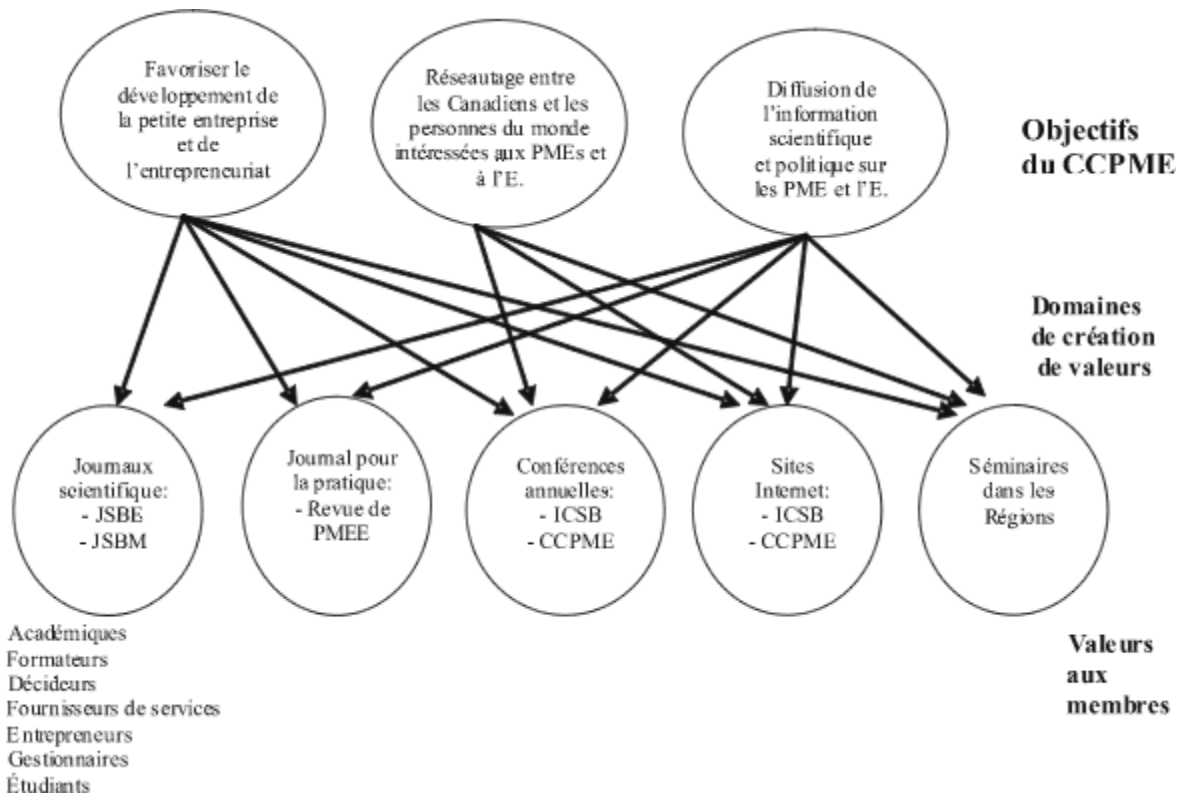 Favoriser le
développement de
la petite entreprise
et de
l'entrepreneuriat
Réseautage entre
les Canadiens et les
personnes du monde
intéressées aux PMEs et
à l'E.
Diffusion de
l'information
scientifique
et politique sur
les PME et l'E.
Objectifs
du CCPME
Domaines
de création
de valeurs
Journaux
scientifique:
- JSBE
- JSBM
Journal pour
la pratique:
- Revue de
PMEE
Conférences
annuelles:
- ICSB
- CCPME
Sites
Internet:
- ICSB
- CCPME
Séminaires
dans les
Régions
Académiques
Formateurs
Décideurs
Fournisseurs de services
Entrepreneurs
Gestionnaires
Étudiants
Valeurs
aux
membres